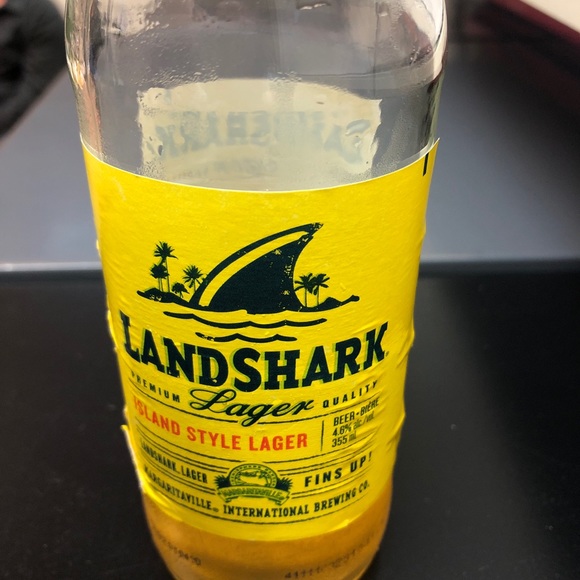 LANDSHARK
PREMIUM Lager QUALITY
ISLAND STYLE LAGER
BEER • BIÈRE
4.6% alc./vol.
355 mL
LANDSHARK LAGER
MARGARITAVILLE
FINS UP!
MARGARITAVILLE INTERNATIONAL BREWING CO.